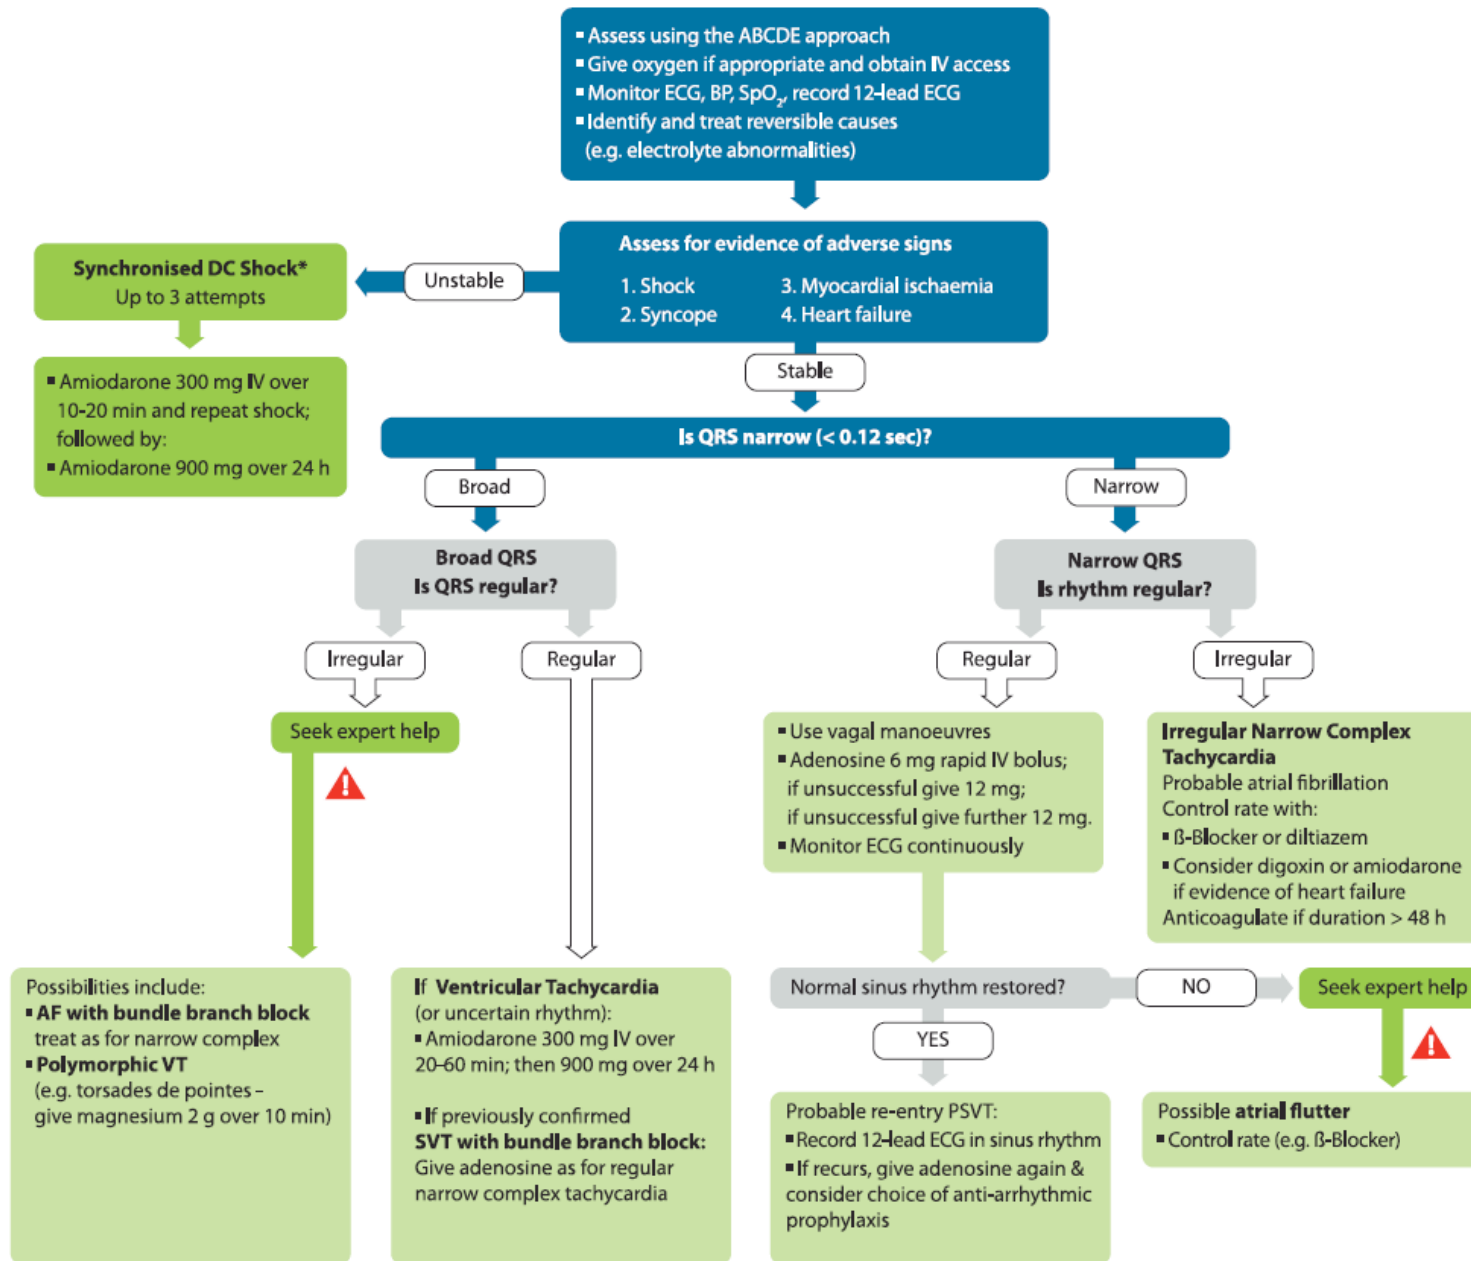 ▪ Assess using the ABCDE approach
▪ Give oxygen if appropriate and obtain IV access
▪ Monitor ECG, BP, SpO₂, record 12-lead ECG
▪ Identify and treat reversible causes
(e.g. electrolyte abnormalities)
Assess for evidence of adverse signs
1. Shock
2. Syncope
3. Myocardial ischaemia
4. Heart failure
Unstable
Synchronised DC Shock*
Up to 3 attempts
▪ Amiodarone 300 mg IV over
10-20 min and repeat shock;
followed by:
▪ Amiodarone 900 mg over 24 h
Stable
Is QRS narrow (< 0.12 sec)?
Broad
Narrow
Broad QRS
Is QRS regular?
Narrow QRS
Is rhythm regular?
Irregular
Regular
Regular
Irregular
Seek expert help
!
▪ Use vagal manoeuvres
▪ Adenosine 6 mg rapid IV bolus;
if unsuccessful give 12 mg;
if unsuccessful give further 12 mg.
▪ Monitor ECG continuously
Irregular Narrow Complex
Tachycardia
Probable atrial fibrillation
Control rate with:
▪ ß-Blocker or diltiazem
▪ Consider digoxin or amiodarone
if evidence of heart failure
Anticoagulate if duration > 48 h
Possibilities include:
▪ AF with bundle branch block
treat as for narrow complex
▪ Polymorphic VT
(e.g. torsades de pointes –
give magnesium 2 g over 10 min)
If Ventricular Tachycardia
(or uncertain rhythm):
▪ Amiodarone 300 mg IV over
20–60 min; then 900 mg over 24 h
▪ If previously confirmed
SVT with bundle branch block:
Give adenosine as for regular
narrow complex tachycardia
Normal sinus rhythm restored?
NO
Seek expert help
!
YES
Probable re-entry PSVT:
▪ Record 12-lead ECG in sinus rhythm
▪ If recurs, give adenosine again &
consider choice of anti-arrhythmic
prophylaxis
Possible atrial flutter
▪ Control rate (e.g. ß-Blocker)